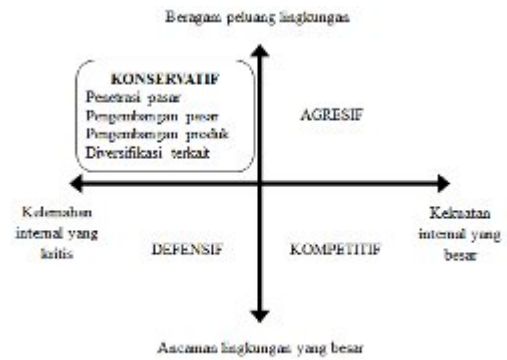 Beragam peluang lingkungan
KONSERVATIF
Penetrasi pasar
Pengembangan pasar
Pengembangan produk
Diversifikasi terkait
AGRESIF
Kelemahan
internal yang
kritis
Kekuatan
internal yang
besar
DEFENSIF
KOMPETITIF
Ancaman lingkungan yang besar